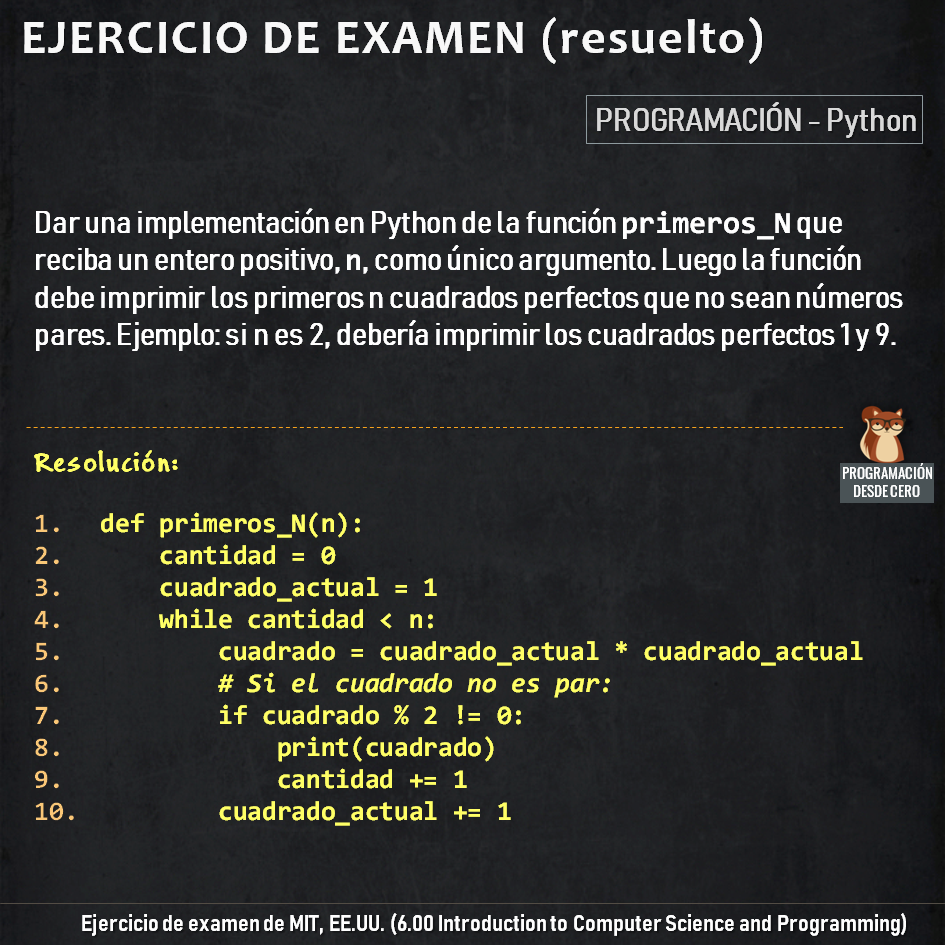 EJERCICIO DE EXAMEN (resuelto)
PROGRAMACIÓN - Python
Dar una implementación en Python de la función primeros_N que
reciba un entero positivo, n, como único argumento. Luego la función
debe imprimir los primeros n cuadrados perfectos que no sean números
pares. Ejemplo: si n es 2, debería imprimir los cuadrados perfectos 1 y 9.
PROGRAMACIÓN
DESDE CERO
Resolución:
1. def primeros_N(n):
2.     cantidad = 0
3.     cuadrado_actual = 1
4.     while cantidad < n:
5.         cuadrado = cuadrado_actual * cuadrado_actual
6.         # Si el cuadrado no es par:
7.         if cuadrado % 2 != 0:
8.             print(cuadrado)
9.             cantidad += 1
10.         cuadrado_actual += 1
Ejercicio de examen de MIT, EE.UU. (6.00 Introduction to Computer Science and Programming)